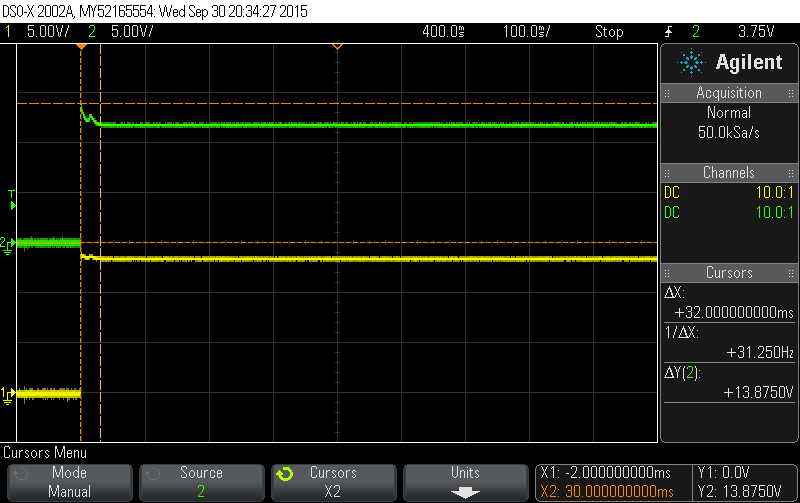 DSO-X 2002A, MY52165554: Wed Sep 30 20:34:27 2015
1 5.00V/ 2 5.00V/ 400.0ms 100.0ms/ Stop 2 3.75V
Agilent
Acquisition
Normal
50.0kSa/s
Channels
DC 10.0:1
DC 10.0:1
Cursors
ΔX:
+32.000000000ms
1/ΔX:
+31.250Hz
ΔY(2):
+13.8750V
T
2
1
Cursors Menu
Mode
Manual
Source
2
Cursors
X2
Units
X1: -2.000000000ms
X2: 30.000000000ms
Y1: 0.0V
Y2: 13.8750V